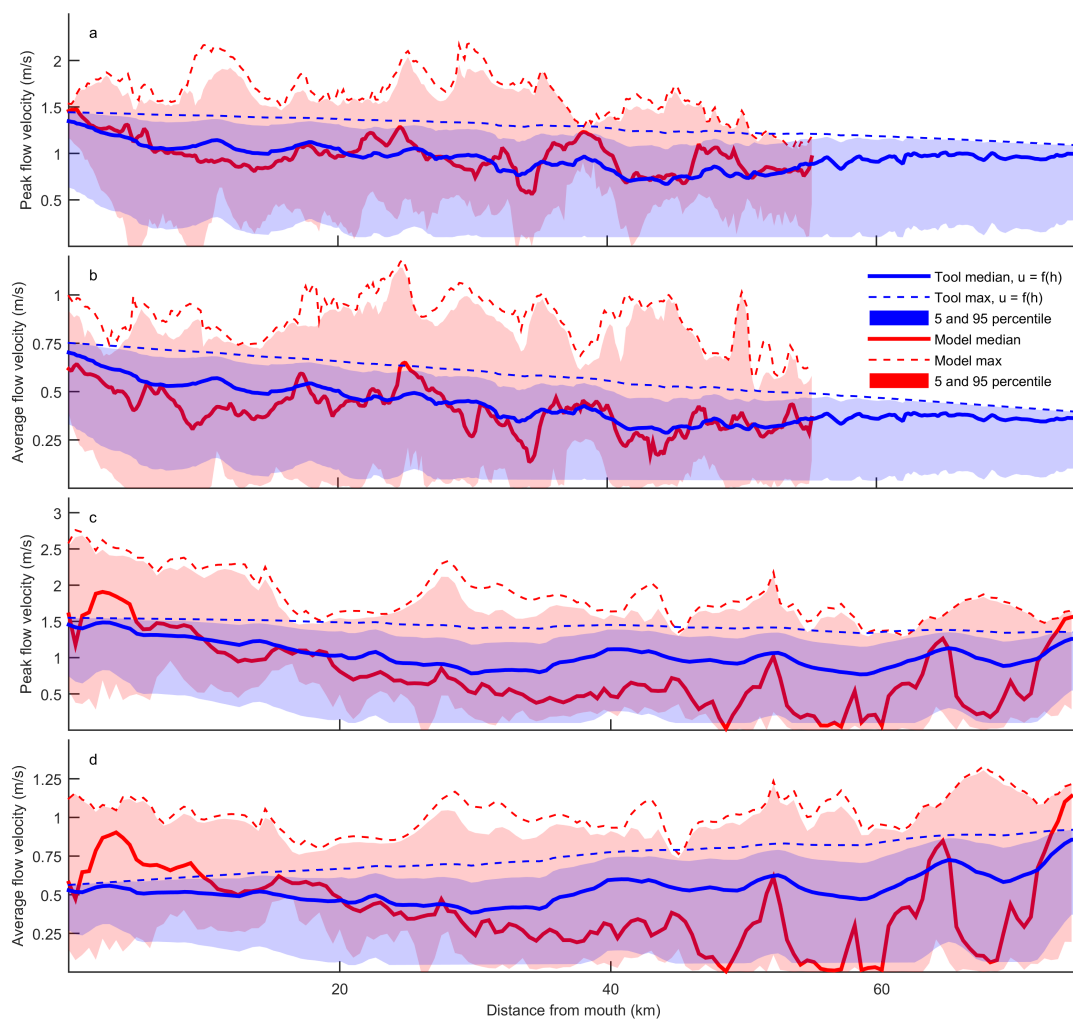 a
2
1.5
1
0.5
Peak flow velocity (m/s)
20
40
60
b
1
0.75
0.5
0.25
Average flow velocity (m/s)
Tool median, u = f(h)
Tool max, u = f(h)
5 and 95 percentile
Model median
Model max
5 and 95 percentile
c
3
2.5
2
1.5
1
0.5
Peak flow velocity (m/s)
d
1.25
1
0.75
0.5
0.25
Average flow velocity (m/s)
20
40
60
Distance from mouth (km)